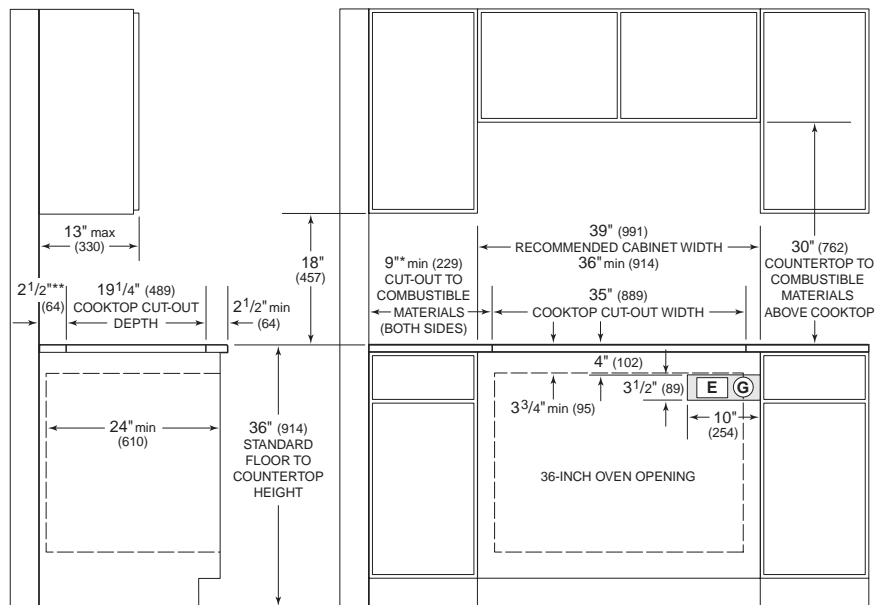 13" max
(330)
18"
(457)
39" (991)
RECOMMENDED CABINET WIDTH
36" min (914)
9"* min (229)
CUT-OUT TO
COMBUSTIBLE
MATERIALS
(BOTH SIDES)
30" (762)
COUNTERTOP TO
COMBUSTIBLE
MATERIALS
ABOVE COOKTOP
2 1/2"**
(64)
19 1/4" (489)
COOKTOP CUT-OUT
DEPTH
2 1/2" min
(64)
35" (889)
COOKTOP CUT-OUT WIDTH
4" (102)
3 1/2" (89)
E
G
3 3/4" min (95)
10"
(254)
24" min
(610)
36" (914)
STANDARD
FLOOR TO
COUNTERTOP
HEIGHT
36-INCH OVEN OPENING